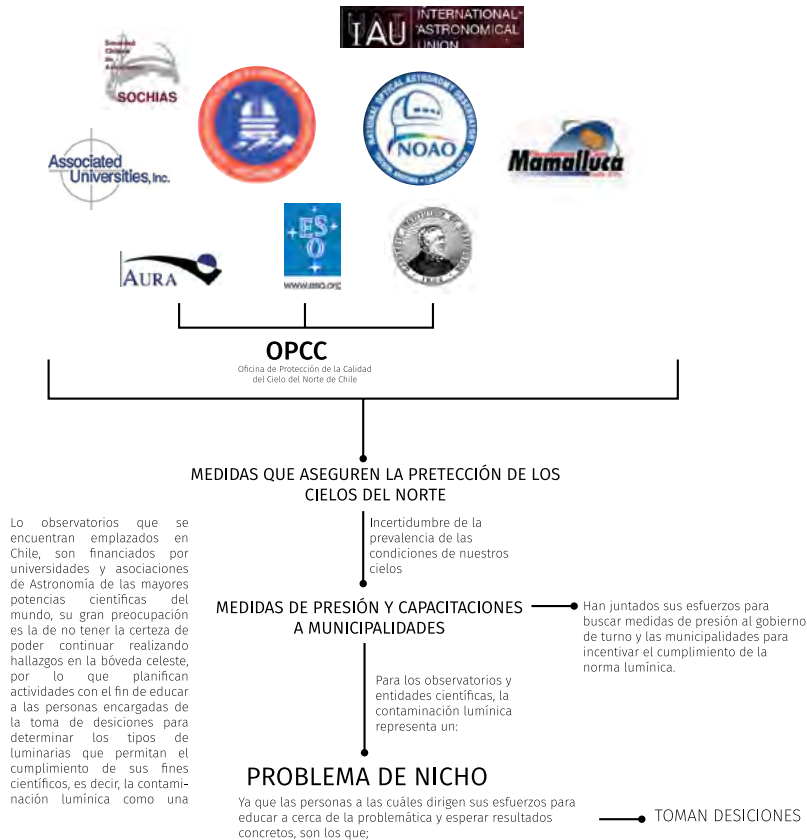 INTERNATIONAL
IAU ASTRONOMICAL
UNION
Sociedad
Chilena
de
SOCHIAS
NATIONAL OPTICAL ASTRONOMY OBSERVATORY
NOAO
Associated
Universities, Inc.
Mamalluca
AURA
ES
O
www.eso.org
OPCC
Oficina de Protección de la Calidad
del Cielo del Norte de Chile
MEDIDAS QUE ASEGUREN LA PRETECCIÓN DE LOS
CIELOS DEL NORTE
Incertidumbre de la
prevalencia de las
condiciones de nuestros
cielos
Lo observatorios que se
encuentran emplazados en
Chile, son financiados por
universidades y asociaciones
de Astronomía de las mayores
potencias científicas del
mundo, su gran preocupación
es la de no tener la certeza de
poder continuar realizando
hallazgos en la bóveda celeste,
por lo que planifican
actividades con el fin de educar
a las personas encargadas de
la toma de desiciones para
determinar los tipos de
luminarias que permitan el
cumplimiento de sus fines
científicos, es decir, la contami-
nación lumínica como una
MEDIDAS DE PRESIÓN Y CAPACITACIONES
A MUNICIPALIDADES
Han juntados sus esfuerzos para
buscar medidas de presión al gobierno
de turno y las municipalidades para
incentivar el cumplimiento de la
norma lumínica.
Para los observatorios y
entidades científicas, la
contaminación lumínica
representa un:
PROBLEMA DE NICHO
Ya que las personas a las cuáles dirigen sus esfuerzos para
educar a cerca de la problemática y esperar resultados
concretos, son los que;
TOMAN DESICIONES